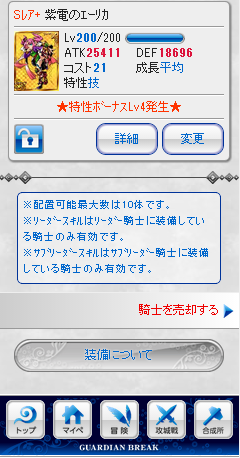 Sﾚｱ+ 紫電のｴｰﾘｶ
Lv200/200
ATK25411 DEF18696
コスト21 成長平均
特性技
★特性ﾎﾞｰﾅｽLv4発生★
詳細
変更
※配置可能最大数は10体です。
※ﾘｰﾀﾞｰｽｷﾙはﾘｰﾀﾞｰ騎士に装備してい
る騎士のみ有効です。
※ｻﾌﾞﾘｰﾀﾞｰｽｷﾙはｻﾌﾞﾘｰﾀﾞｰ騎士に装備
している騎士のみ有効です。
騎士を売却する
装備について
トップ
マイペ
冒険
攻城戦
合成所
GUARDIAN BREAK